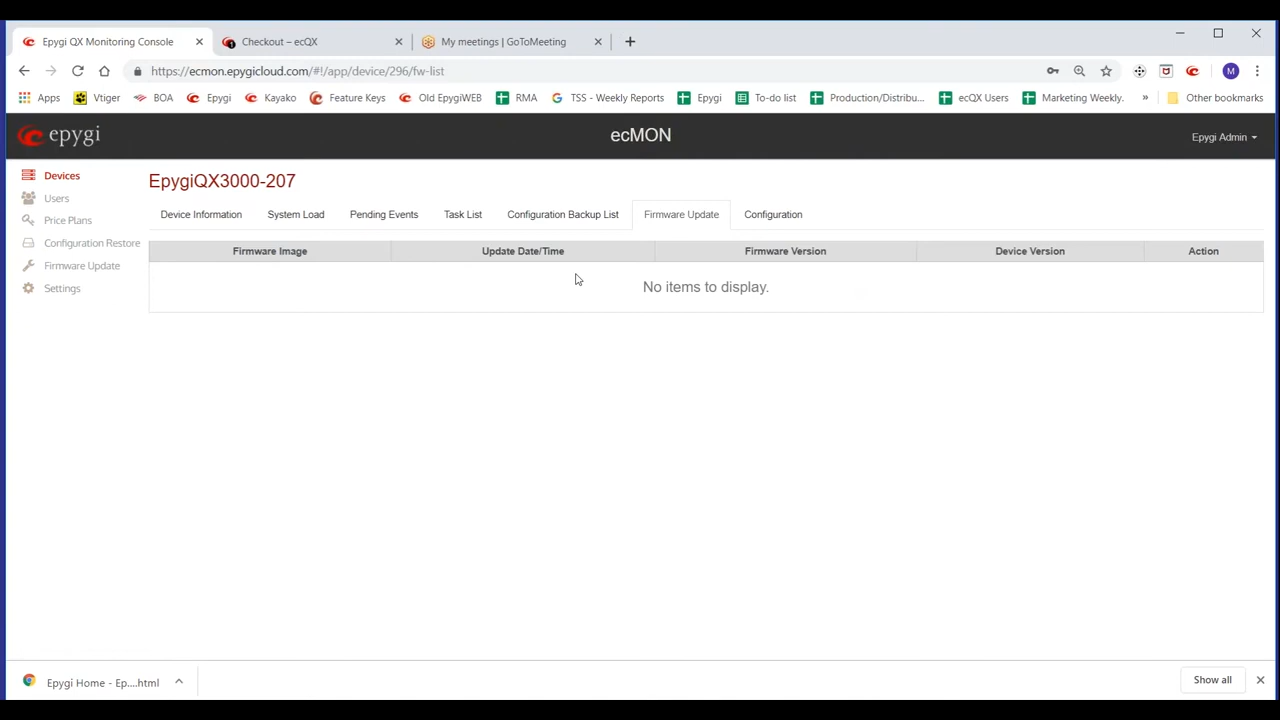 Epygi QX Monitoring Console
Checkout – ecQX
My meetings | GoToMeeting
https://ecmon.epygicloud.com/#!/app/device/296/fw-list
M
Apps Vtiger BOA Epygi Kayako Feature Keys Old EpygiWEB RMA TSS - Weekly Reports Epygi To-do list Production/Distribu... ecQX Users Marketing Weekly. » Other bookmarks
epygi
ecMON
Epygi Admin
Devices
Users
Price Plans
Configuration Restore
Firmware Update
Settings
EpygiQX3000-207
Device Information System Load Pending Events Task List Configuration Backup List Firmware Update Configuration
Firmware Image Update Date/Time Firmware Version Device Version Action
No items to display.
Epygi Home - Ep....html
Show all